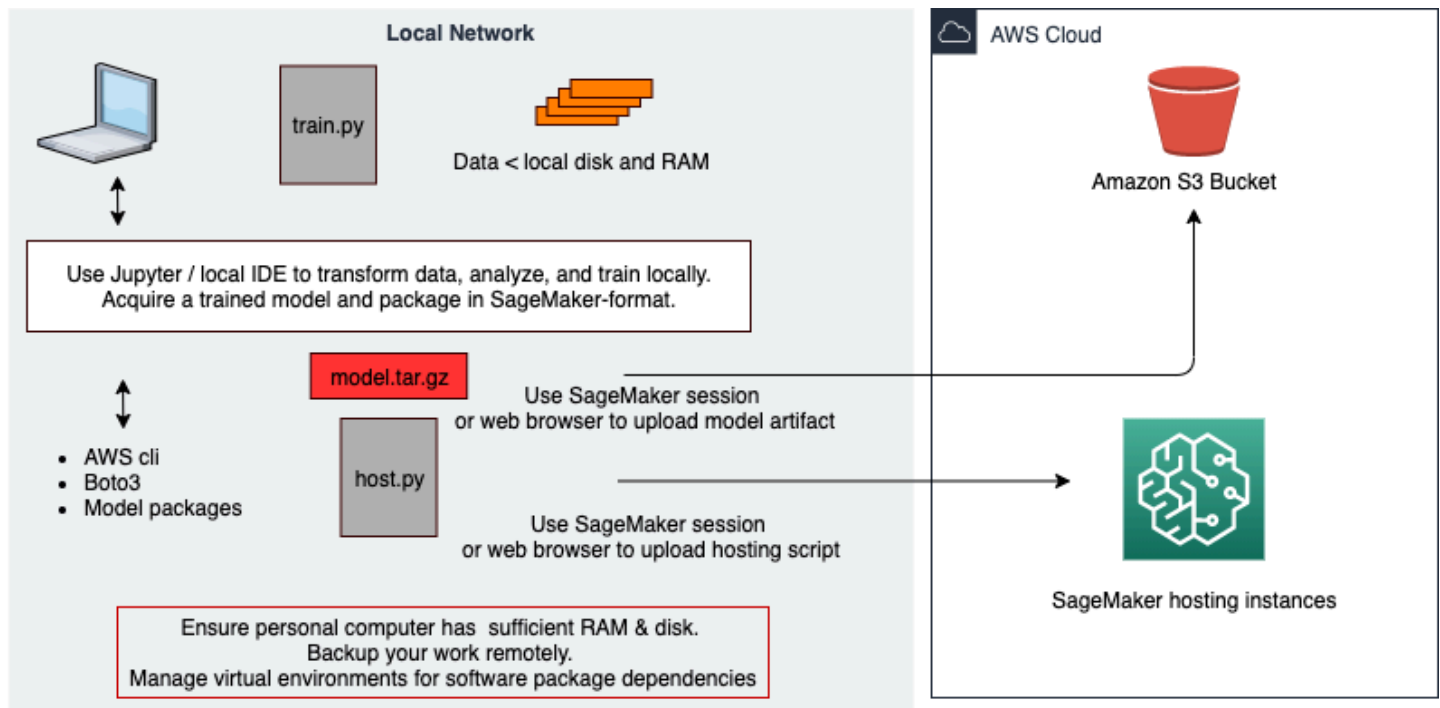 Local Network
train.py
Data < local disk and RAM
Use Jupyter / local IDE to transform data, analyze, and train locally.
Acquire a trained model and package in SageMaker-format.
model.tar.gz
Use SageMaker session
or web browser to upload model artifact
• AWS cli
• Boto3
• Model packages
host.py
Use SageMaker session
or web browser to upload hosting script
Ensure personal computer has  sufficient RAM & disk.
Backup your work remotely.
Manage virtual environments for software package dependencies
AWS Cloud
Amazon S3 Bucket
SageMaker hosting instances